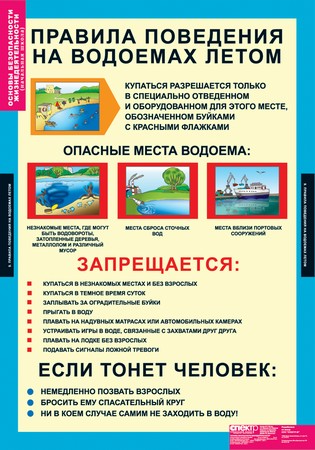 ОСНОВЫ БЕЗОПАСНОСТИ
ЖИЗНЕДЕЯТЕЛЬНОСТИ
(НАЧАЛЬНАЯ ШКОЛА)
ПРАВИЛА ПОВЕДЕНИЯ
НА ВОДОЕМАХ ЛЕТОМ
КУПАТЬСЯ РАЗРЕШАЕТСЯ ТОЛЬКО
В СПЕЦИАЛЬНО ОТВЕДЕННОМ
И ОБОРУДОВАННОМ ДЛЯ ЭТОГО МЕСТЕ,
ОБОЗНАЧЕННОМ БУЙКАМИ
С КРАСНЫМИ ФЛАЖКАМИ
ОПАСНЫЕ МЕСТА ВОДОЕМА:
НЕЗНАКОМЫЕ МЕСТА, ГДЕ МОГУТ
БЫТЬ ВОДОВОРОТЫ,
ЗАТОПЛЕННЫЕ ДЕРЕВЬЯ,
МЕТАЛЛОЛОМ И РАЗЛИЧНЫЙ
МУСОР
МЕСТА СБРОСА СТОЧНЫХ
ВОД
МЕСТА ВБЛИЗИ ПОРТОВЫХ
СООРУЖЕНИЙ
ЗАПРЕЩАЕТСЯ:
КУПАТЬСЯ В НЕЗНАКОМЫХ МЕСТАХ И БЕЗ ВЗРОСЛЫХ
КУПАТЬСЯ В ТЕМНОЕ ВРЕМЯ СУТОК
ЗАПЛЫВАТЬ ЗА ОГРАДИТЕЛЬНЫЕ БУЙКИ
ПРЫГАТЬ В ВОДУ
ПЛАВАТЬ НА НАДУВНЫХ МАТРАСАХ ИЛИ АВТОМОБИЛЬНЫХ КАМЕРАХ
УСТРАИВАТЬ ИГРЫ В ВОДЕ, СВЯЗАННЫЕ С ЗАХВАТАМИ ДРУГ ДРУГА
ПЛАВАТЬ НА ЛОДКЕ БЕЗ ВЗРОСЛЫХ
ПОДАВАТЬ СИГНАЛЫ ЛОЖНОЙ ТРЕВОГИ
ЕСЛИ ТОНЕТ ЧЕЛОВЕК:
НЕМЕДЛЕННО ПОЗВАТЬ ВЗРОСЛЫХ
БРОСИТЬ ЕМУ СПАСАТЕЛЬНЫЙ КРУГ
НИ В КОЕМ СЛУЧАЕ САМИМ НЕ ЗАХОДИТЬ В ВОДУ!
ПРАВИЛА ПОВЕДЕНИЯ НА ВОДОЕМАХ ЛЕТОМ
ПРАВИЛА ПОВЕДЕНИЯ НА ВОДОЕМАХ ЛЕТОМ
СПЕКТР